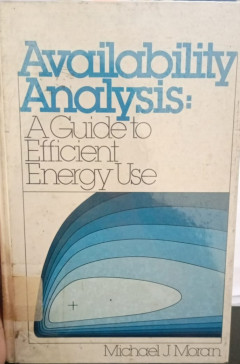 Availability
Analysis:
A Guide to
Efficient
Energy Use
Michael J Moran